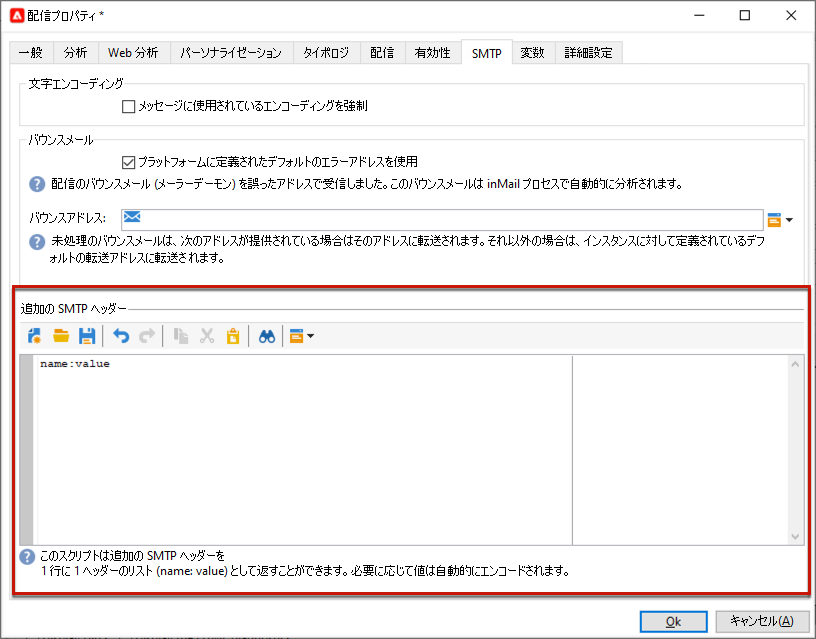 配信プロパティ *
一般 分析 Web 分析 パーソナライゼーション タイポロジ 配信 有効性 SMTP 変数 詳細設定
文字エンコーディング
メッセージに使用されているエンコーディングを強制
バウンスメール
プラットフォームに定義されたデフォルトのエラーアドレスを使用
配信のバウンスメール (メーラーデーモン) を誤ったアドレスで受信しました。このバウンスメールは inMail プロセスで自動的に分析されます。
バウンスアドレス:
未処理のバウンスメールは、次のアドレスが提供されている場合はそのアドレスに転送されます。それ以外の場合は、インスタンスに対して定義されているデフ
ォルトの転送アドレスに転送されます。
追加の SMTP ヘッダー
name:value
このスクリプトは追加の SMTP ヘッダーを
1 行に 1 ヘッダーのリスト (name: value) として返すことができます。必要に応じて値は自動的にエンコードされます。
Ok キャンセル(A)